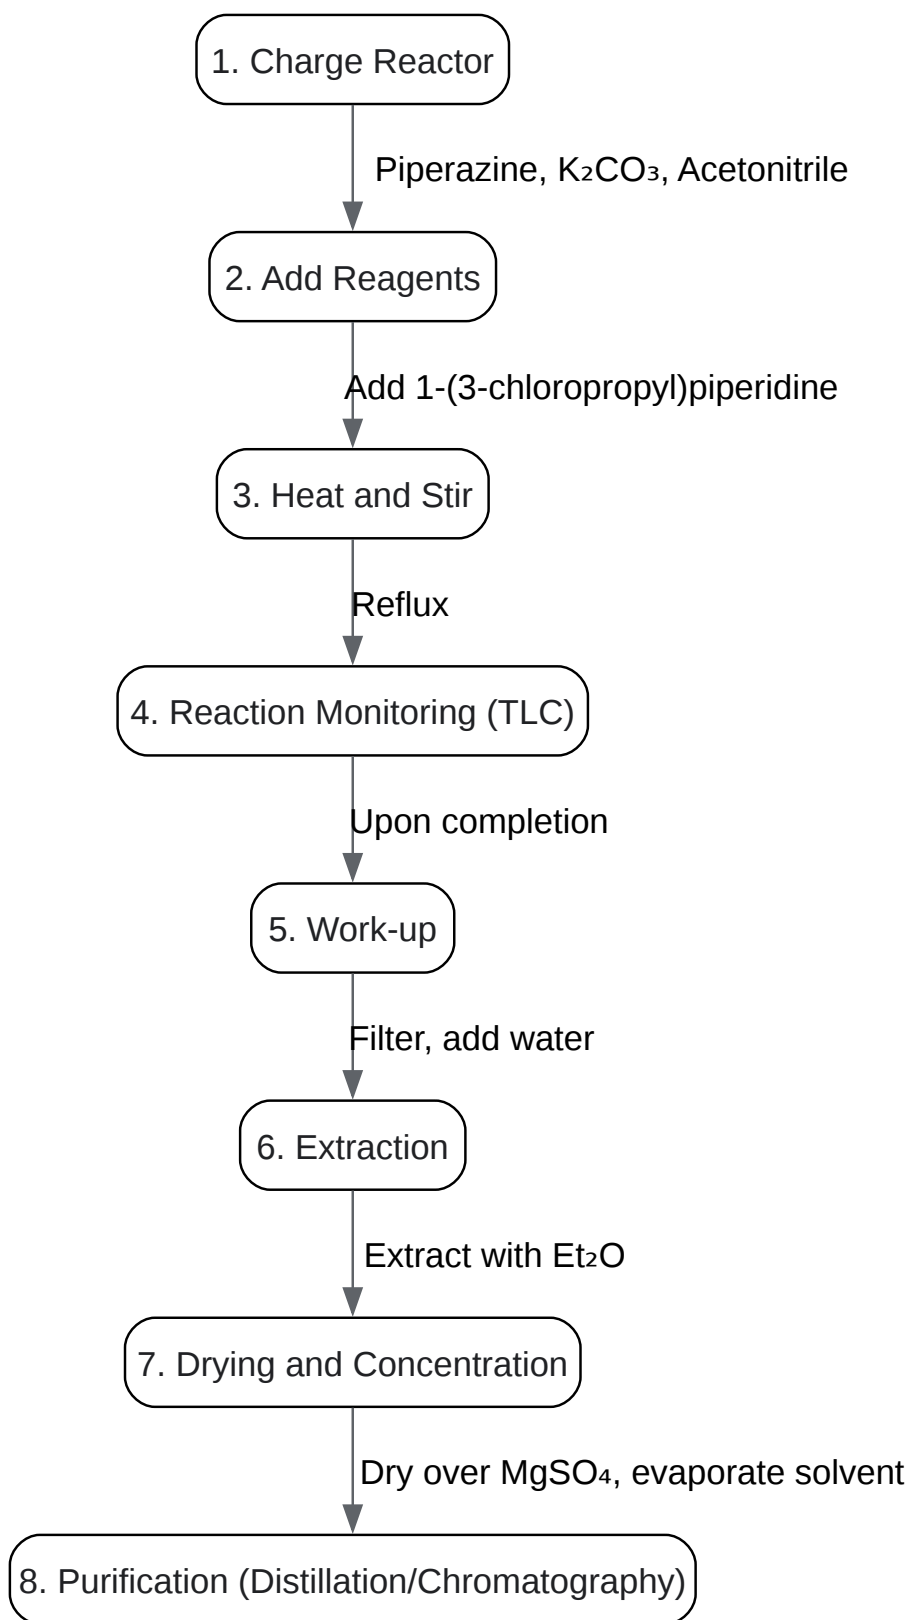 1. Charge Reactor
Piperazine, K₂CO₃, Acetonitrile
2. Add Reagents
Add 1-(3-chloropropyl)piperidine
3. Heat and Stir
Reflux
4. Reaction Monitoring (TLC)
Upon completion
5. Work-up
Filter, add water
6. Extraction
Extract with Et₂O
7. Drying and Concentration
Dry over MgSO₄, evaporate solvent
8. Purification (Distillation/Chromatography)